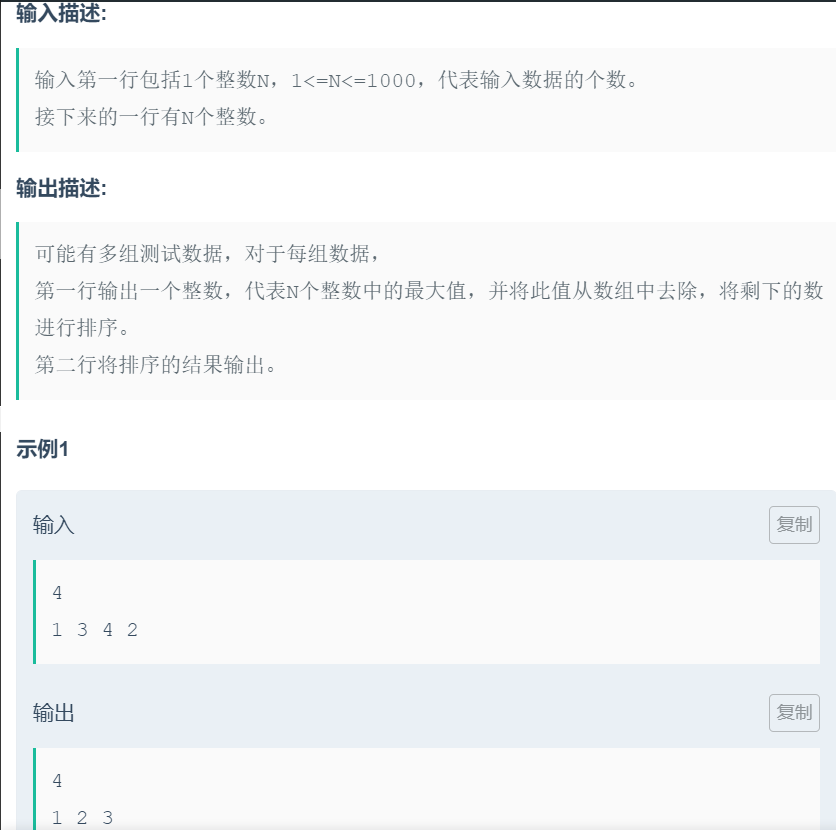 输入描述:
输入第一行包括1个整数N，1<=N<=1000，代表输入数据的个数。
接下来的一行有N个整数。
输出描述:
可能有多组测试数据，对于每组数据，
第一行输出一个整数，代表N个整数中的最大值，并将此值从数组中去除，将剩下的数
进行排序。
第二行将排序的结果输出。
示例1
输入
复制
4
1 3 4 2
输出
复制
4
1 2 3